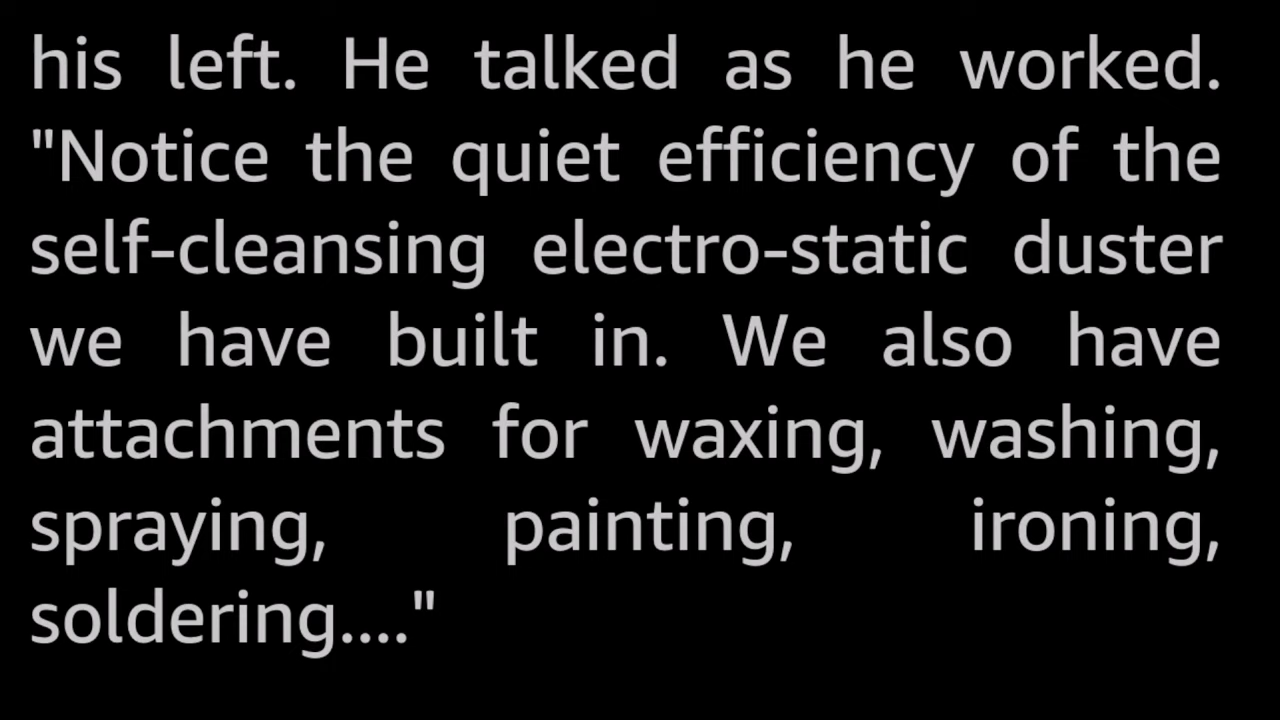 his left. He talked as he worked.
"Notice the quiet efficiency of the
self-cleansing electro-static duster
we have built in. We also have
attachments for waxing, washing,
spraying, painting, ironing,
soldering...."